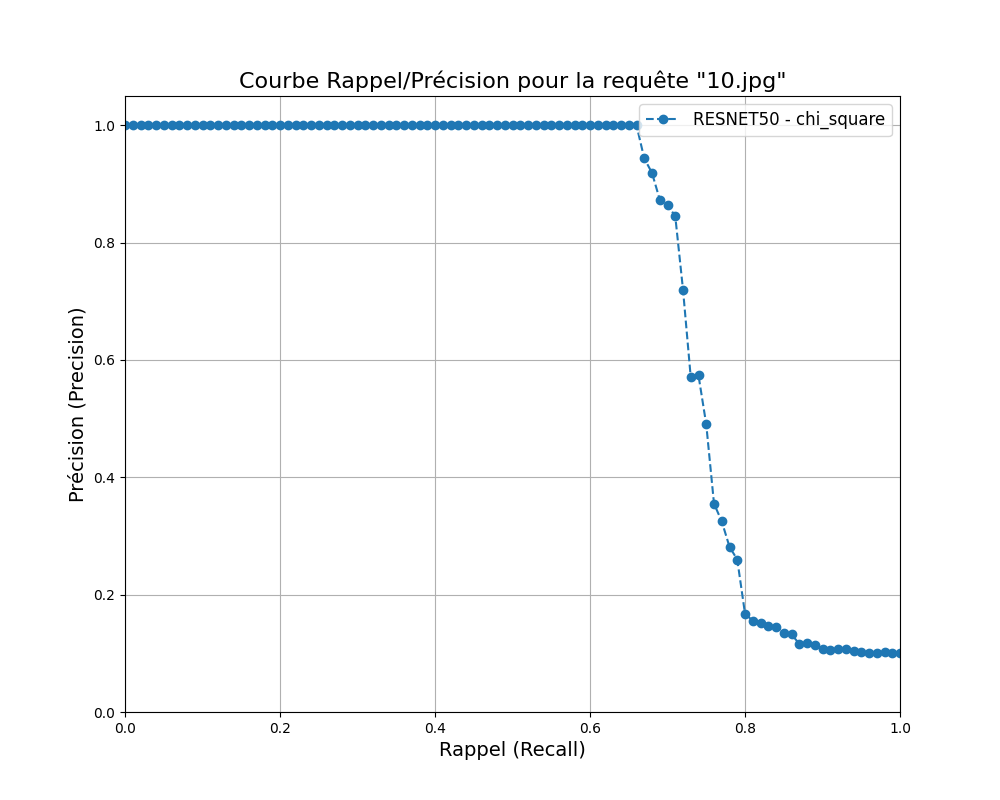 Courbe Rappel/Précision pour la requête "10.jpg"
RESNET50 - chi_square
Précision (Precision)
1.0
0.8
0.6
0.4
0.2
0.0
0.0 0.2 0.4 0.6 0.8 1.0
Rappel (Recall)